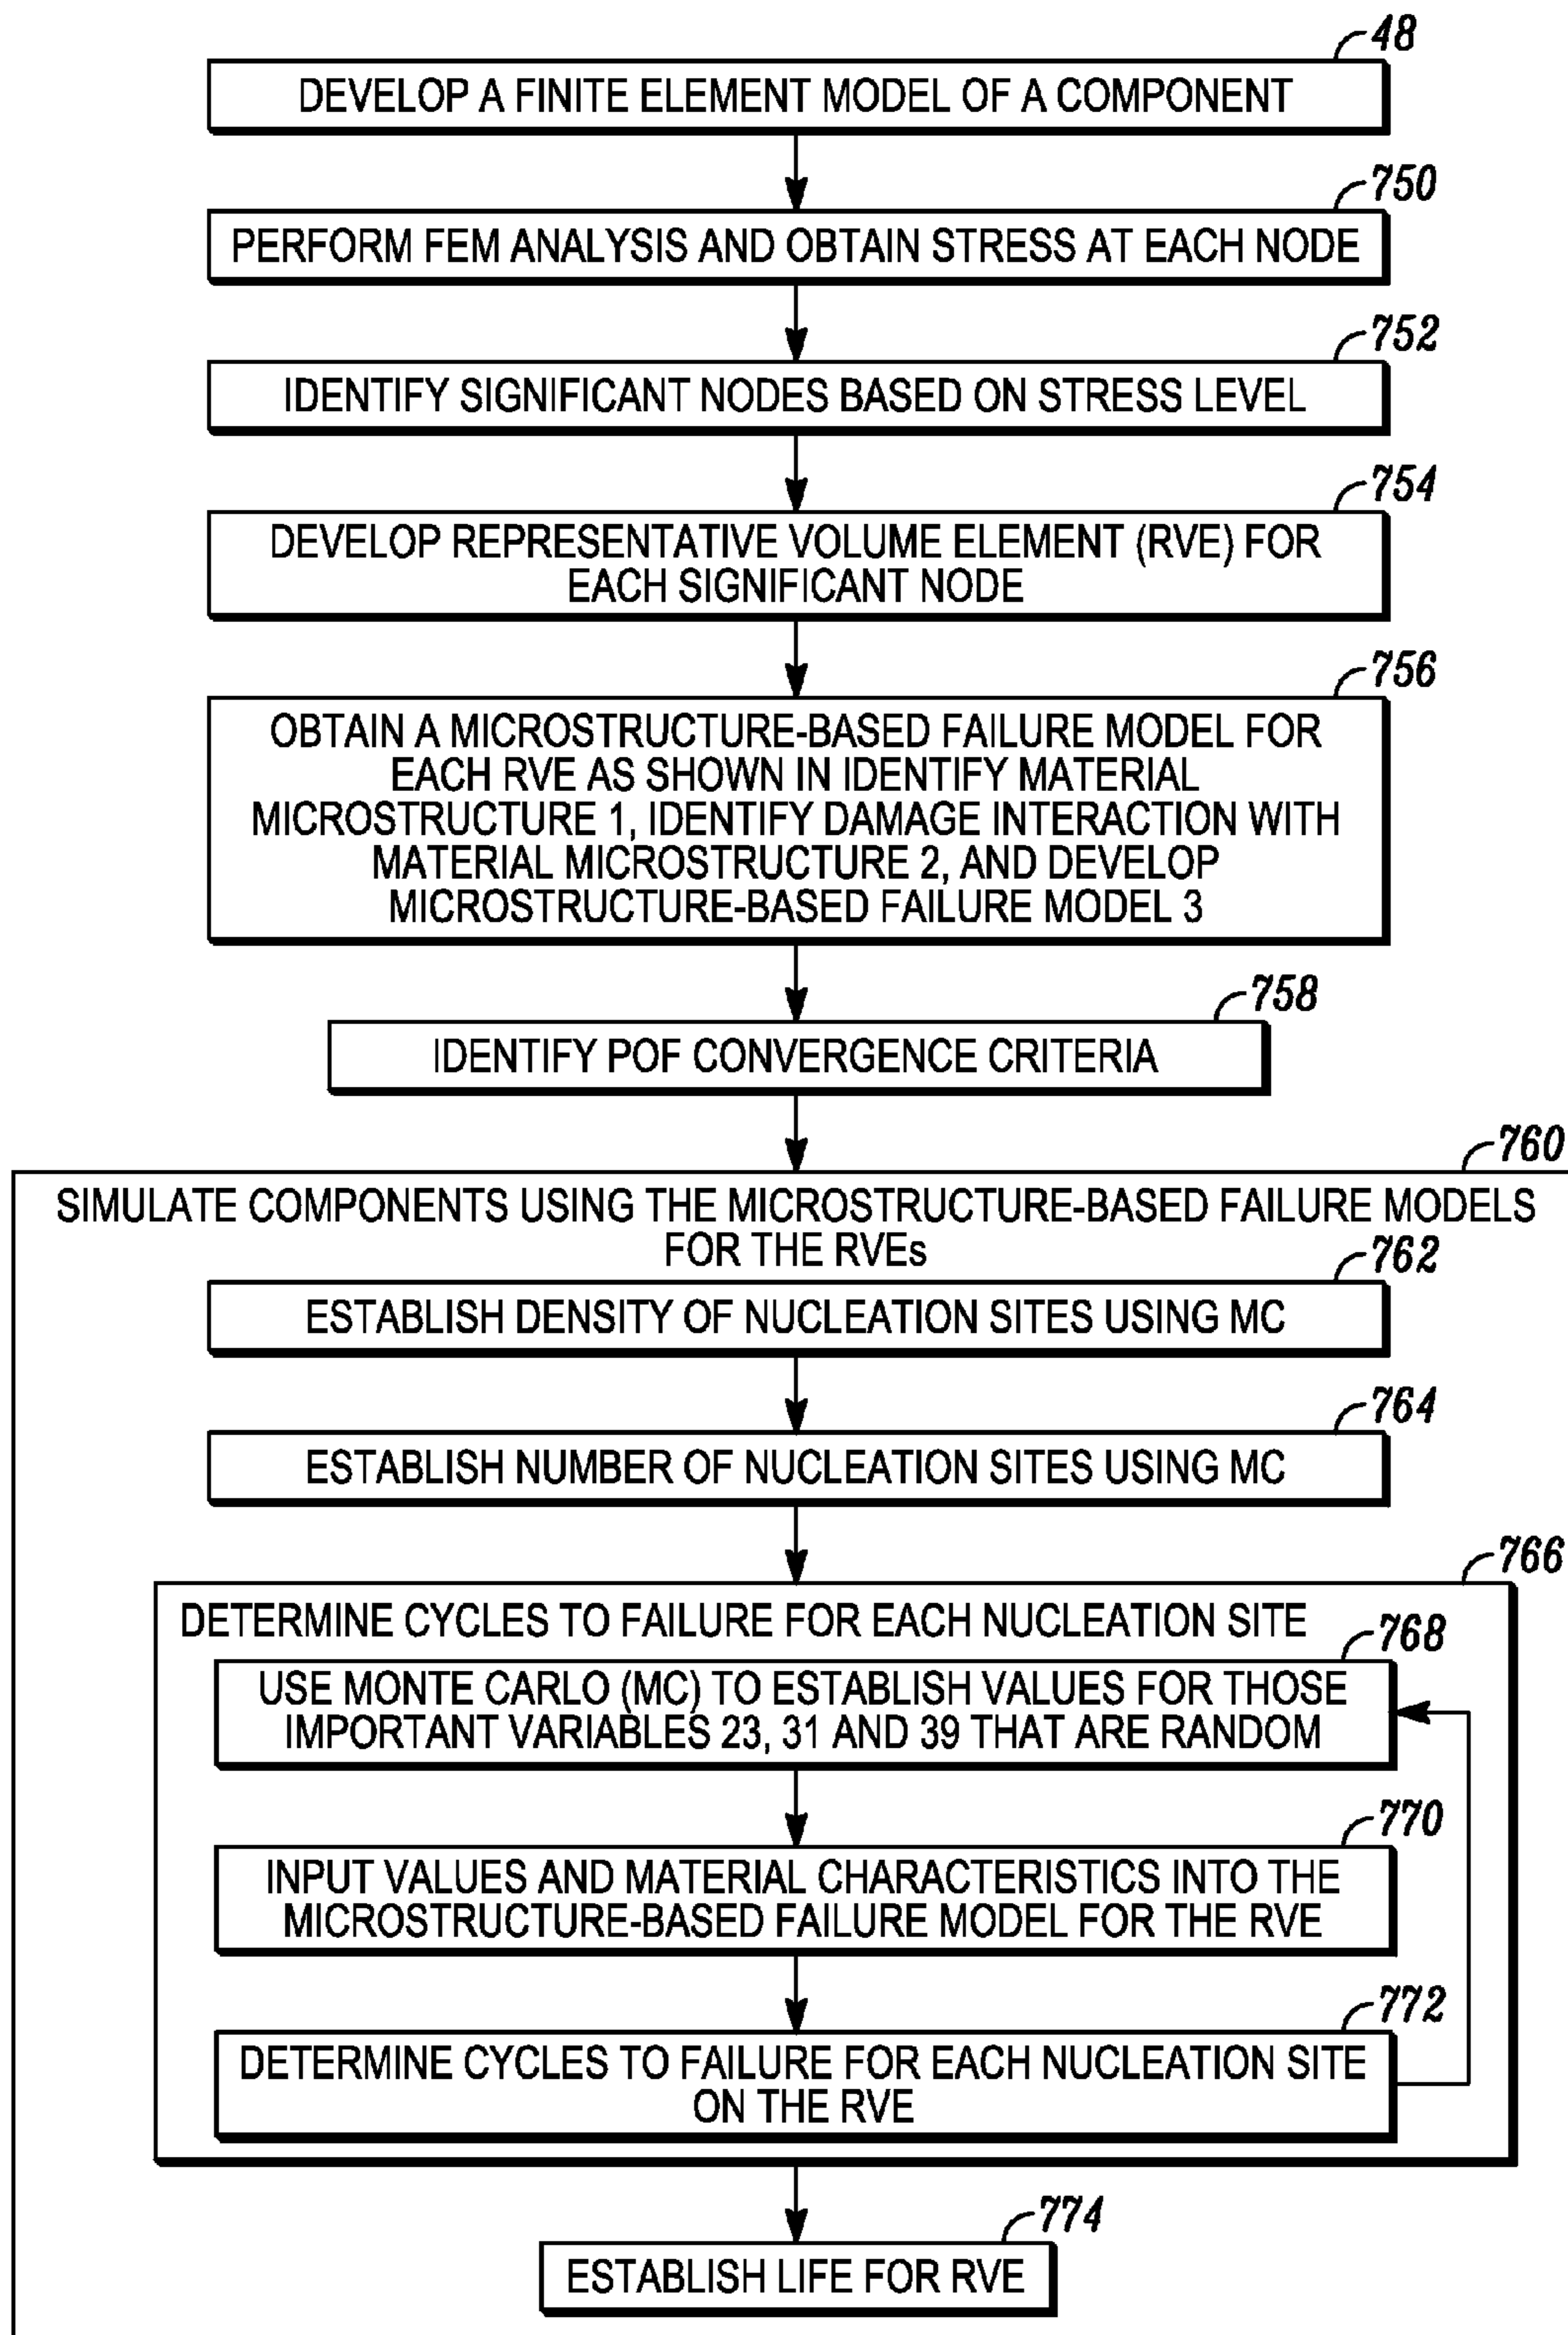 48
DEVELOP A FINITE ELEMENT MODEL OF A COMPONENT
750
PERFORM FEM ANALYSIS AND OBTAIN STRESS AT EACH NODE
752
IDENTIFY SIGNIFICANT NODES BASED ON STRESS LEVEL
754
DEVELOP REPRESENTATIVE VOLUME ELEMENT (RVE) FOR
EACH SIGNIFICANT NODE
756
OBTAIN A MICROSTRUCTURE-BASED FAILURE MODEL FOR
EACH RVE AS SHOWN IN IDENTIFY MATERIAL
MICROSTRUCTURE 1, IDENTIFY DAMAGE INTERACTION WITH
MATERIAL MICROSTRUCTURE 2, AND DEVELOP
MICROSTRUCTURE-BASED FAILURE MODEL 3
758
IDENTIFY POF CONVERGENCE CRITERIA
760
SIMULATE COMPONENTS USING THE MICROSTRUCTURE-BASED FAILURE MODELS
FOR THE RVEs
762
ESTABLISH DENSITY OF NUCLEATION SITES USING MC
764
ESTABLISH NUMBER OF NUCLEATION SITES USING MC
766
DETERMINE CYCLES TO FAILURE FOR EACH NUCLEATION SITE
768
USE MONTE CARLO (MC) TO ESTABLISH VALUES FOR THOSE
IMPORTANT VARIABLES 23, 31 AND 39 THAT ARE RANDOM
770
INPUT VALUES AND MATERIAL CHARACTERISTICS INTO THE
MICROSTRUCTURE-BASED FAILURE MODEL FOR THE RVE
772
DETERMINE CYCLES TO FAILURE FOR EACH NUCLEATION SITE
ON THE RVE
774
ESTABLISH LIFE FOR RVE